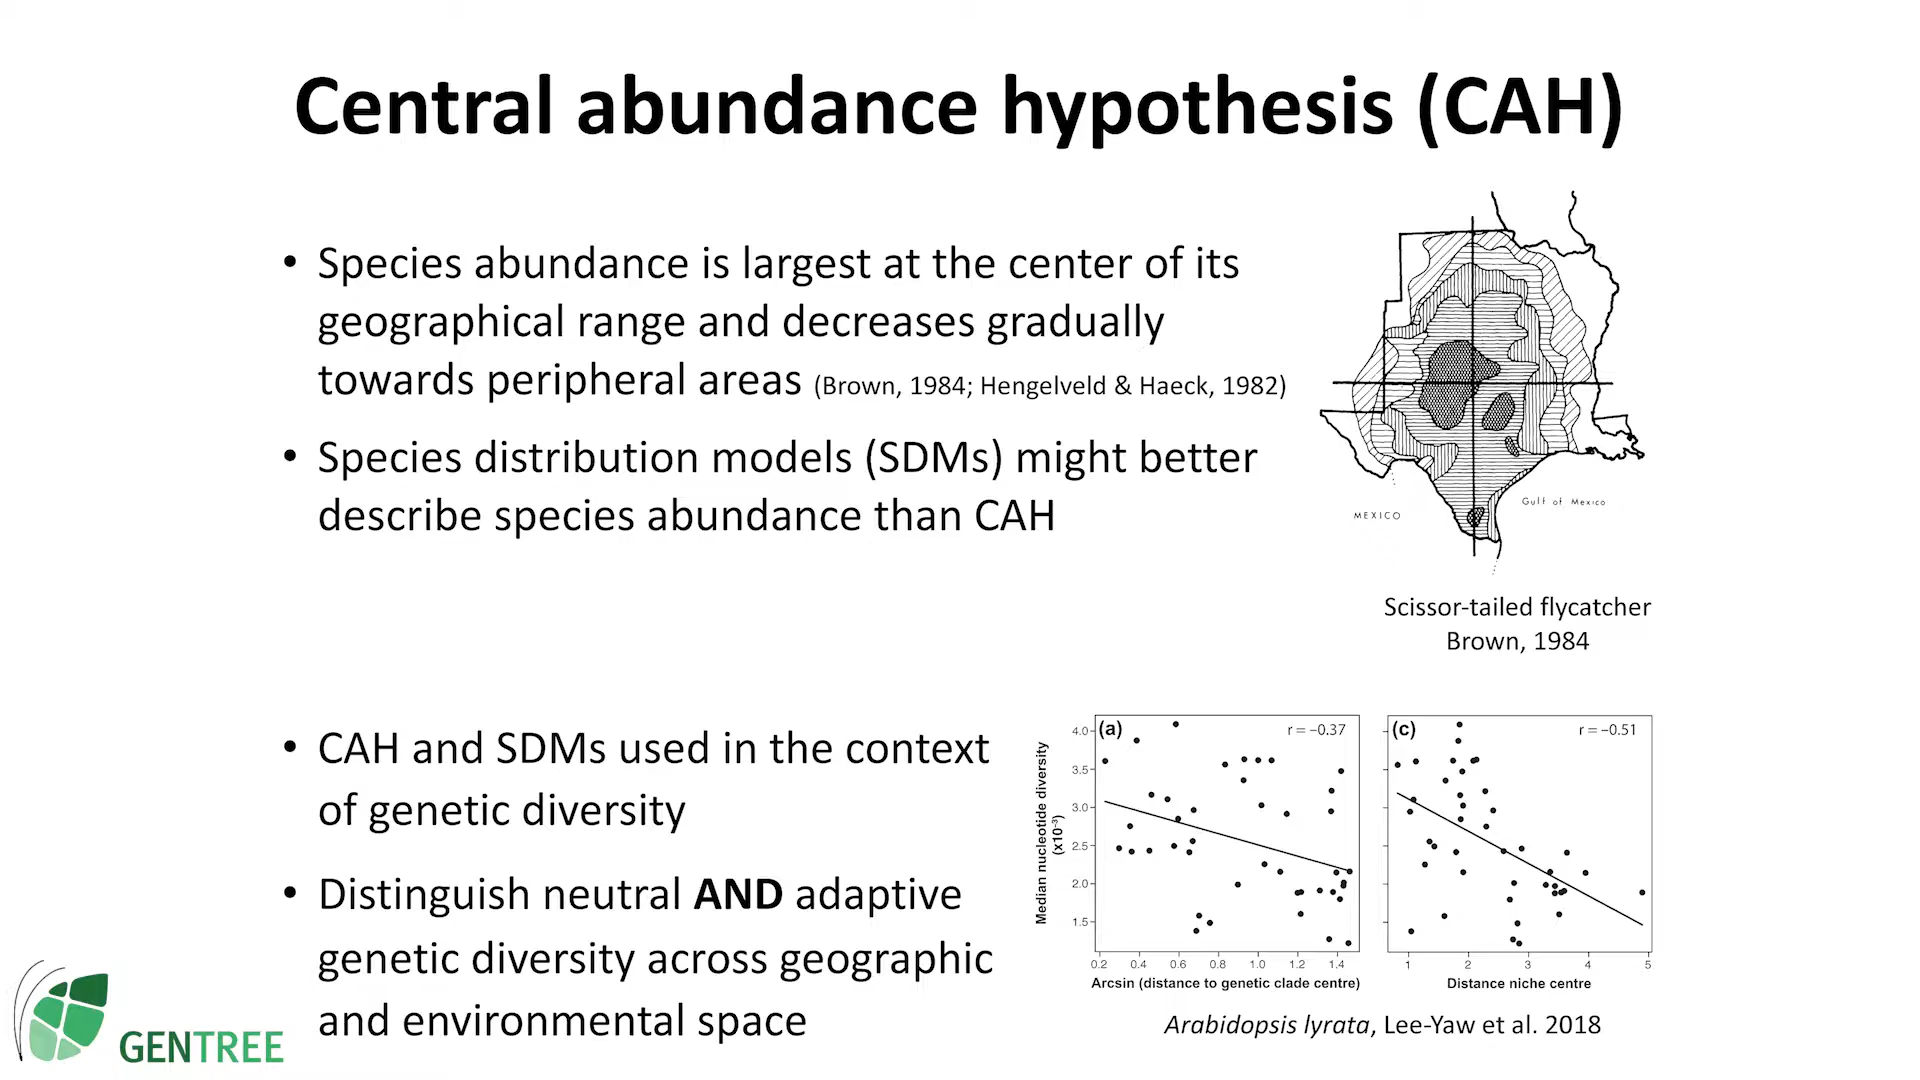 Central abundance hypothesis (CAH)
• Species abundance is largest at the center of its
geographical range and decreases gradually
towards peripheral areas (Brown, 1984; Hengelveld & Haeck, 1982)
• Species distribution models (SDMs) might better
describe species abundance than CAH
MEXICO
Gulf of Mexico
Scissor-tailed flycatcher
Brown, 1984
• CAH and SDMs used in the context
of genetic diversity
• Distinguish neutral AND adaptive
genetic diversity across geographic
and environmental space
Median nucleotide diversity
(x10⁻³)
4.0
3.5
3.0
2.5
2.0
1.5
(a)
r = −0.37
0.2 0.4 0.6 0.8 1.0 1.2 1.4
Arcsin (distance to genetic clade centre)
(c)
r = −0.51
1 2 3 4 5
Distance niche centre
Arabidopsis lyrata, Lee-Yaw et al. 2018
GENTREE